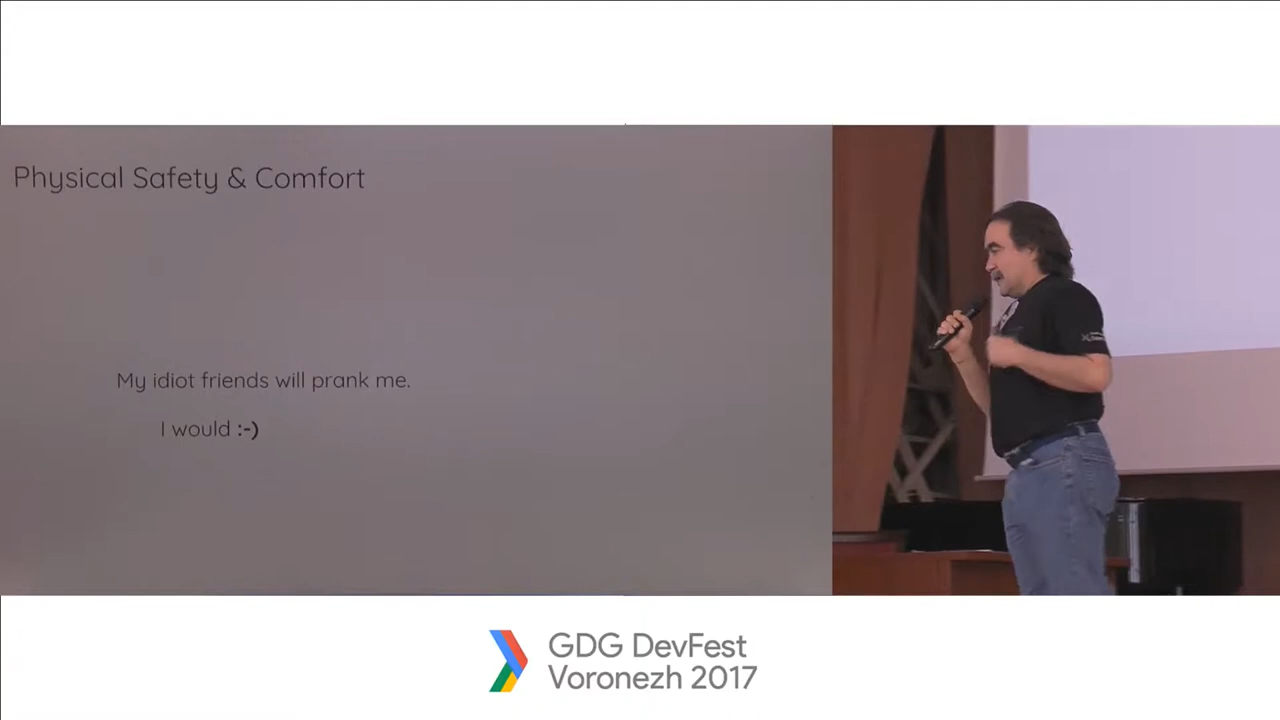 Physical Safety & Comfort
My idiot friends will prank me.
I would :-)
GDG DevFest
Voronezh 2017